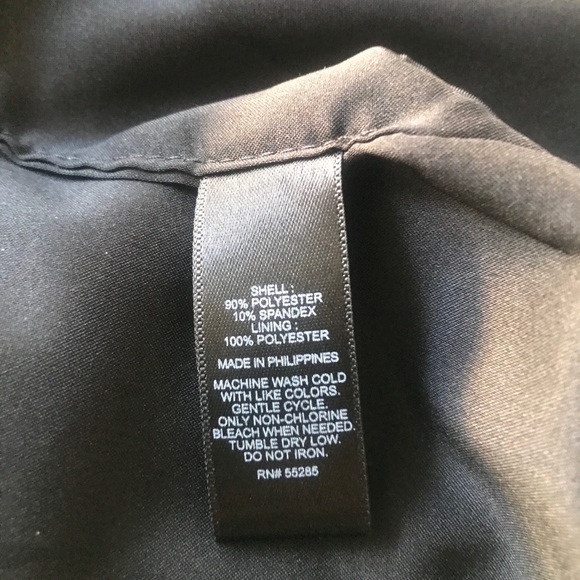 SHELL :
90% POLYESTER
10% SPANDEX
LINING :
100% POLYESTER
MADE IN PHILIPPINES
MACHINE WASH COLD
WITH LIKE COLORS.
GENTLE CYCLE.
ONLY NON-CHLORINE
BLEACH WHEN NEEDED.
TUMBLE DRY LOW.
DO NOT IRON.
RN# 55285